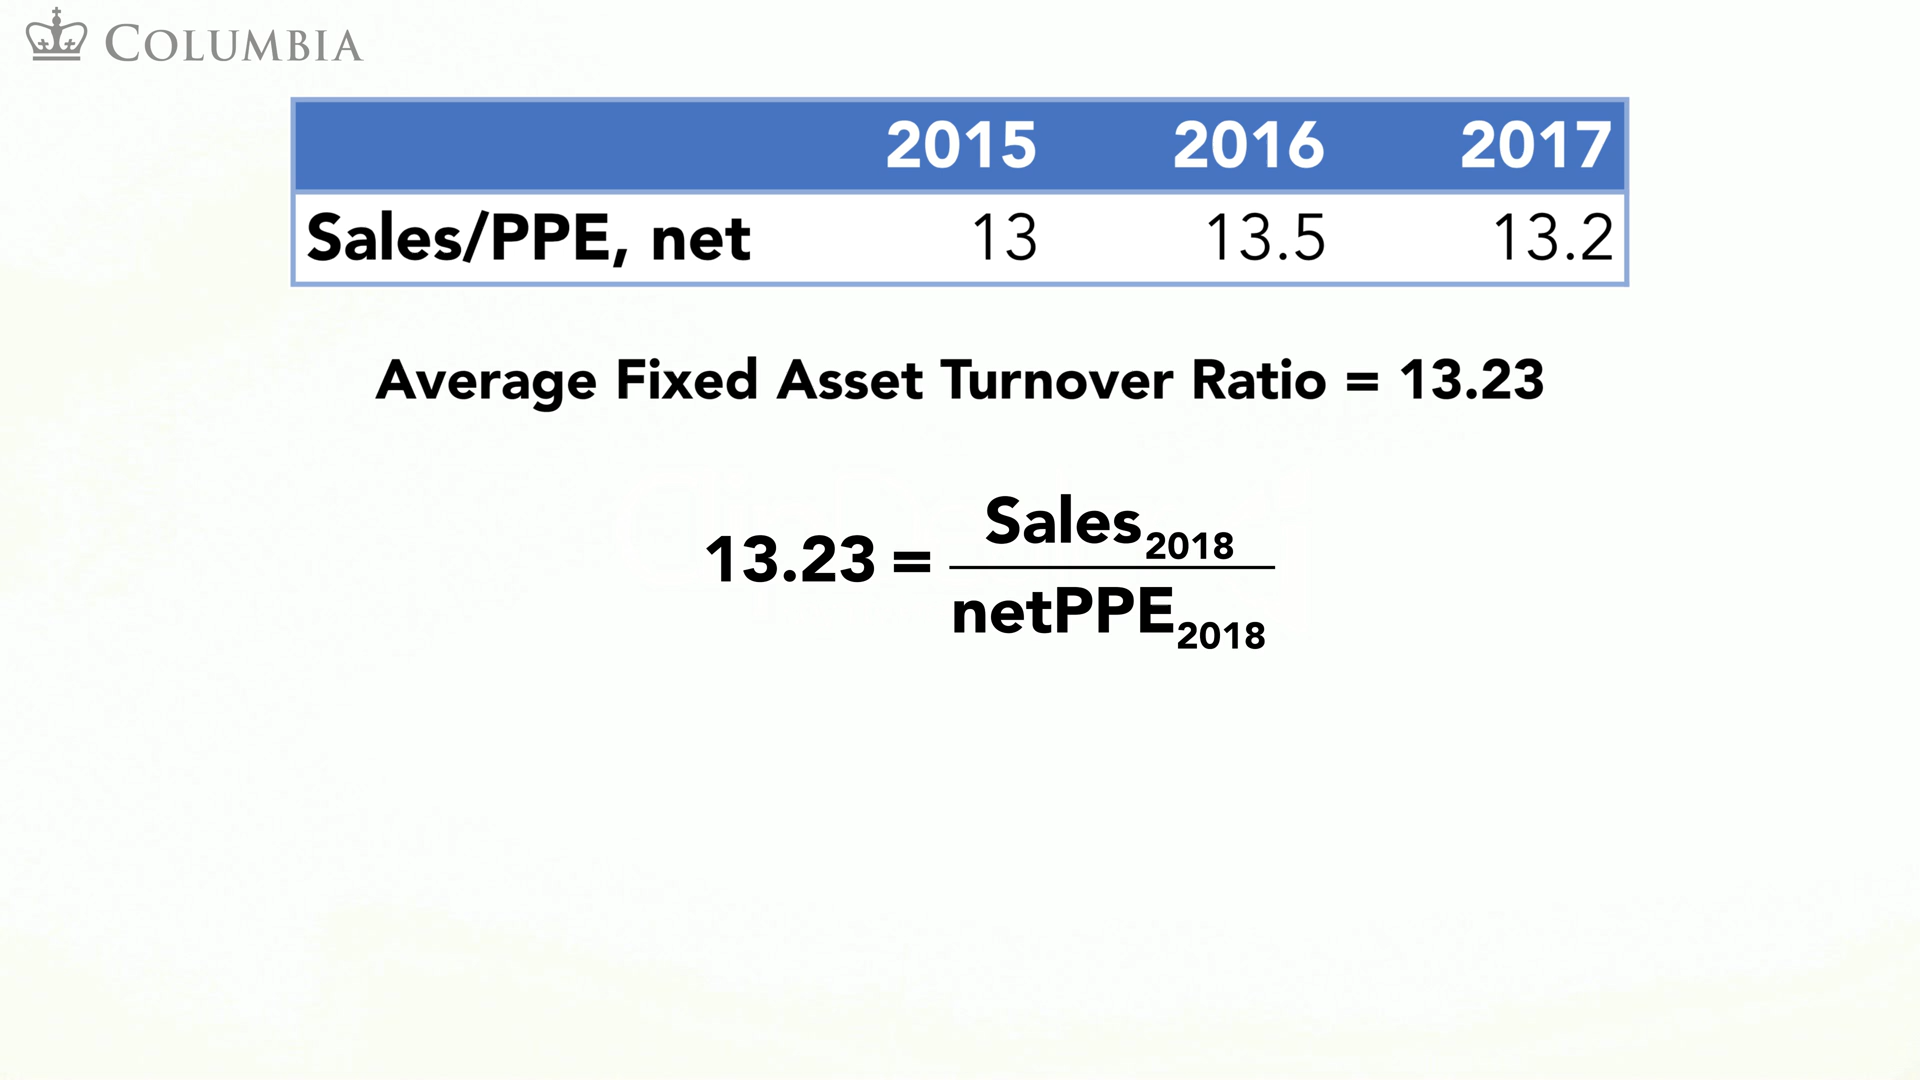 COLUMBIA
2015 2016 2017
Sales/PPE, net 13 13.5 13.2
Average Fixed Asset Turnover Ratio = 13.23
13.23 = Sales2018
netPPE2018